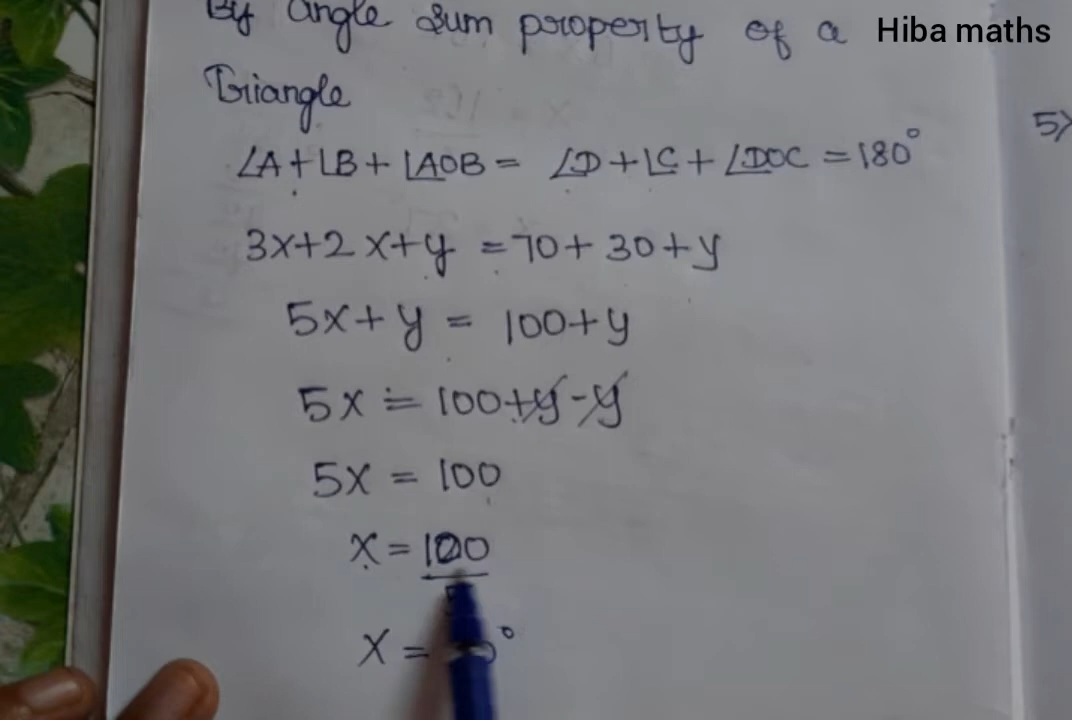 By angle sum property of a
Hiba maths
Triangle
5)
∠A+∠B+∠AOB = ∠D+∠C+∠DOC =180°
3x+2x+y =70+30+y
5x+y = 100+y
5x = 100+y-y
5x = 100
x = 100
x =